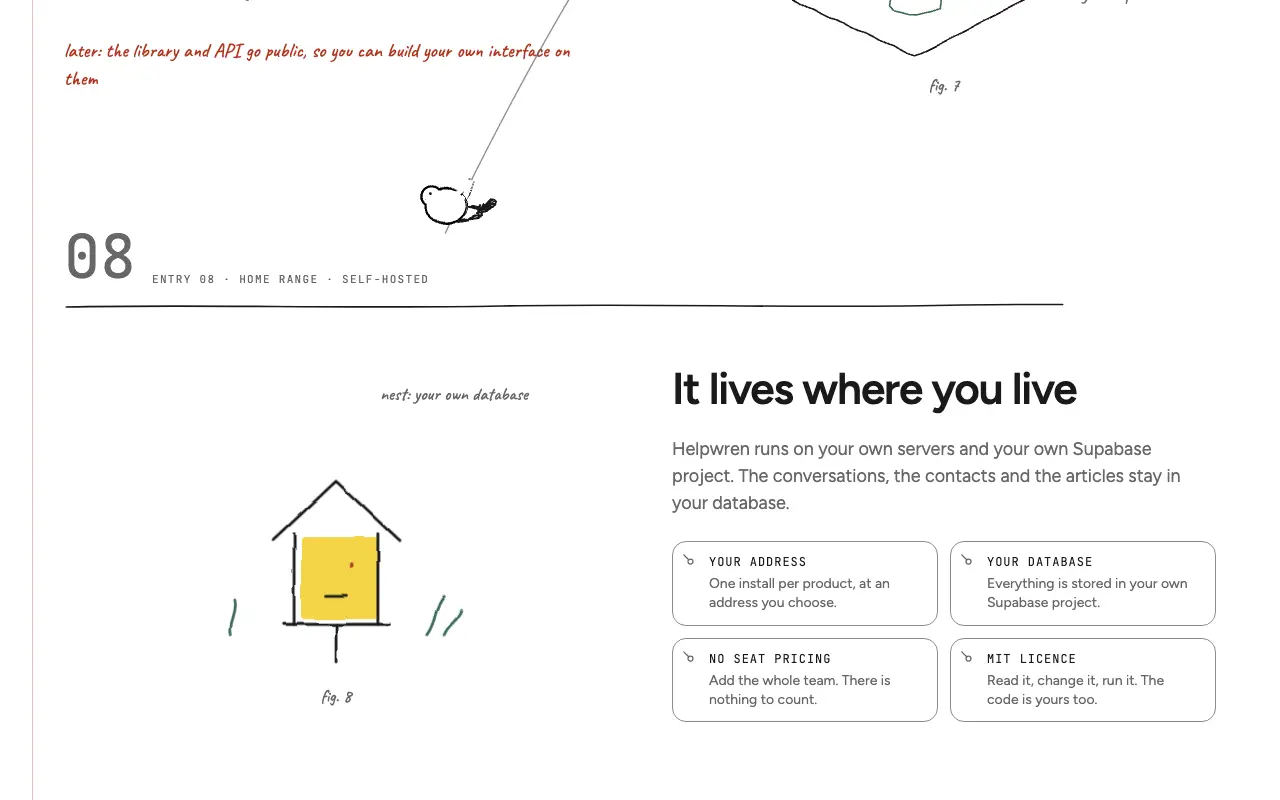 later: the library and API go public, so you can build your own interface on
them
fig. 7
08
ENTRY 08 · HOME RANGE · SELF-HOSTED
nest: your own database
fig. 8
It lives where you live
Helpwren runs on your own servers and your own Supabase
project. The conversations, the contacts and the articles stay in
your database.
YOUR ADDRESS
One install per product, at an
address you choose.
YOUR DATABASE
Everything is stored in your own
Supabase project.
NO SEAT PRICING
Add the whole team. There is
nothing to count.
MIT LICENCE
Read it, change it, run it. The
code is yours too.